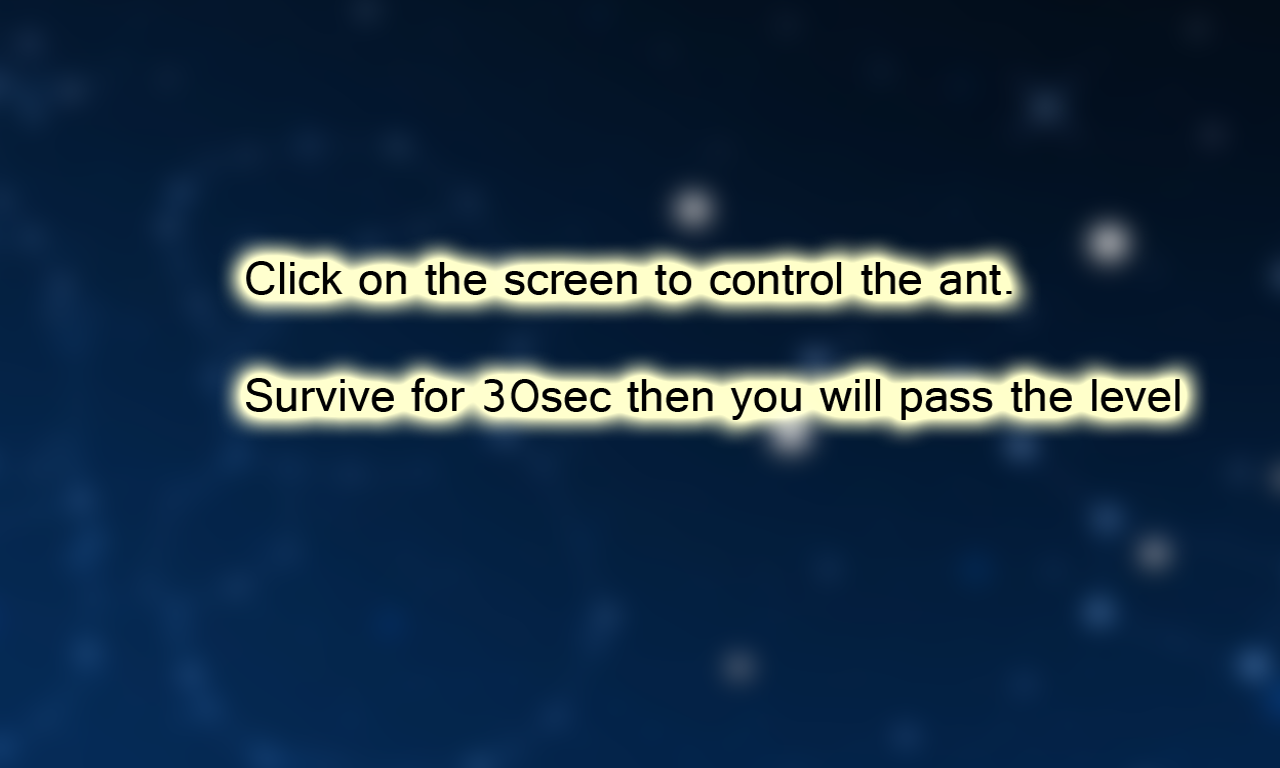 Click on the screen to control the ant.
Survive for 30sec then you will pass the level